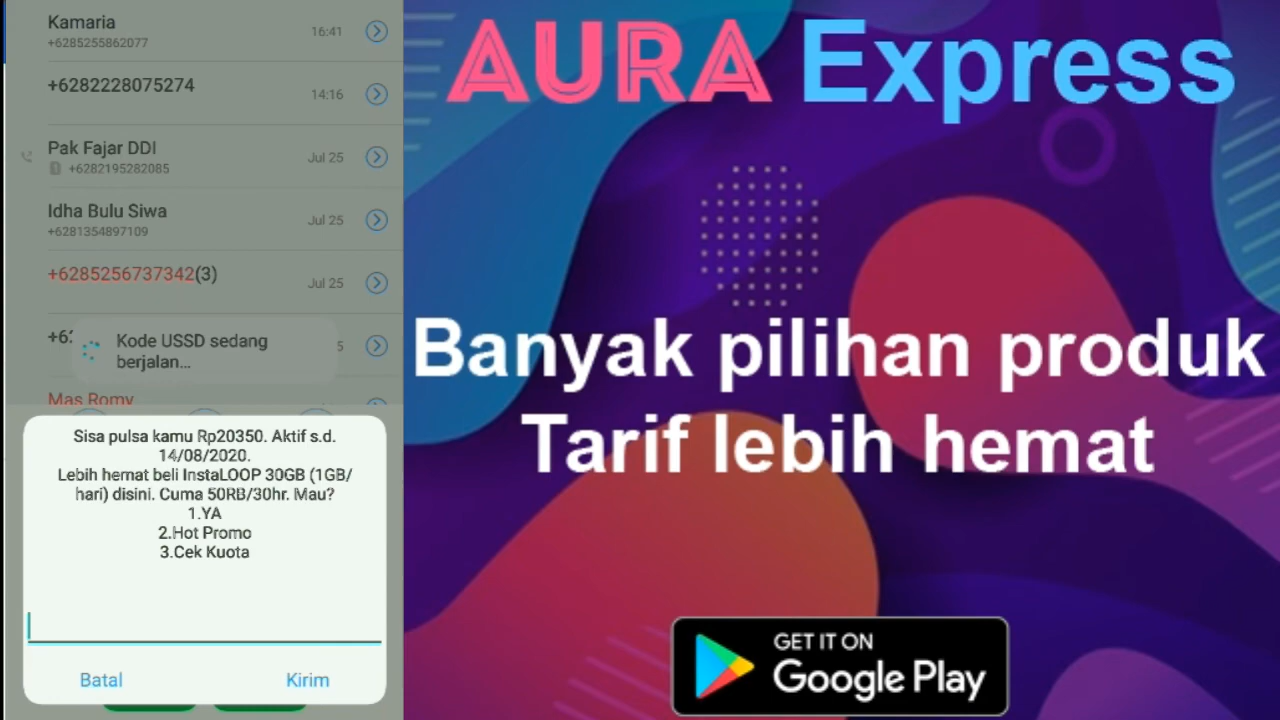 Kamaria
+6285255862077
16:41
+6282228075274
14:16
Pak Fajar DDI
+6282195282085
Jul 25
Idha Bulu Siwa
+6281354897109
Jul 25
+6285256737342(3)
Jul 25
+62
5
Kode USSD sedang
berjalan...
Mas Romy
Sisa pulsa kamu Rp20350. Aktif s.d.
14/08/2020.
Lebih hemat beli InstaLOOP 30GB (1GB/
hari) disini. Cuma 50RB/30hr. Mau?
1.YA
2.Hot Promo
3.Cek Kuota
Batal
Kirim
AURA Express
Banyak pilihan produk
Tarif lebih hemat
GET IT ON
Google Play